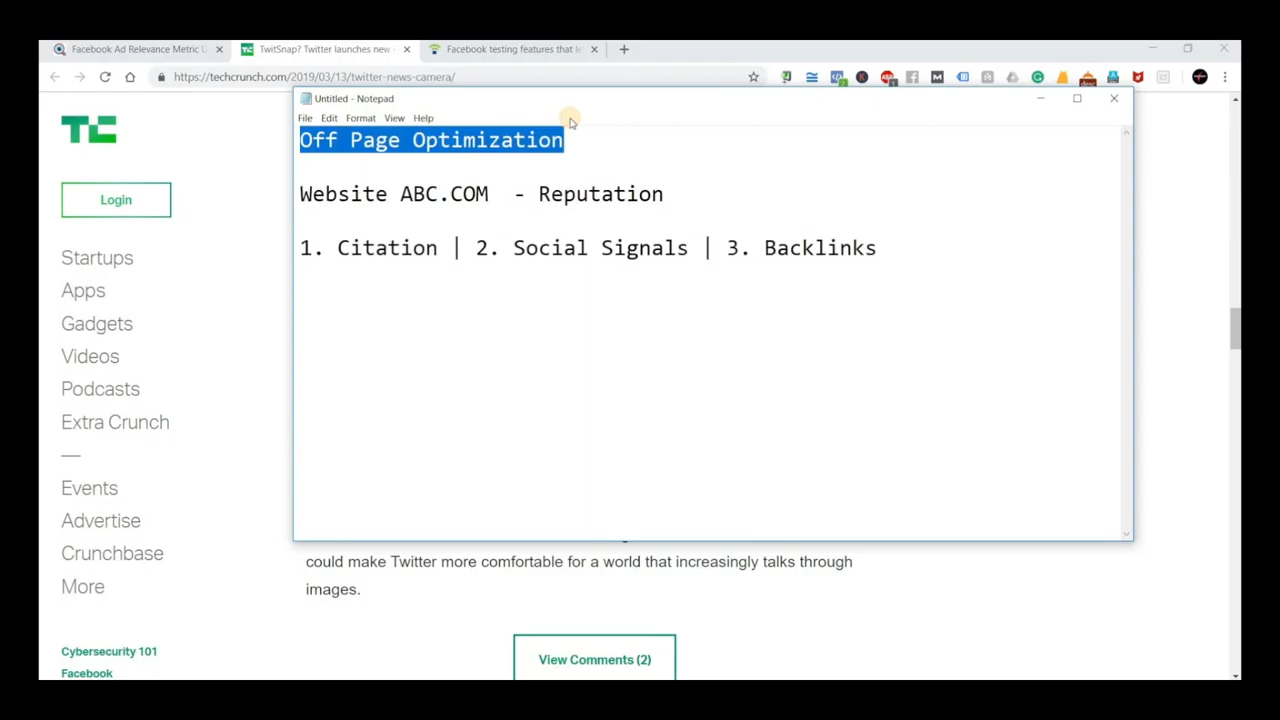 Facebook Ad Relevance Metric
TwitSnap? Twitter launches new
Facebook testing features that
https://techcrunch.com/2019/03/13/twitter-news-camera/
TC
Login
Startups
Apps
Gadgets
Videos
Podcasts
Extra Crunch
—
Events
Advertise
Crunchbase
More
Cybersecurity 101
Facebook
Untitled - Notepad
File Edit Format View Help
Off Page Optimization
Website ABC.COM - Reputation
1. Citation | 2. Social Signals | 3. Backlinks
could make Twitter more comfortable for a world that increasingly talks through
images.
View Comments (2)